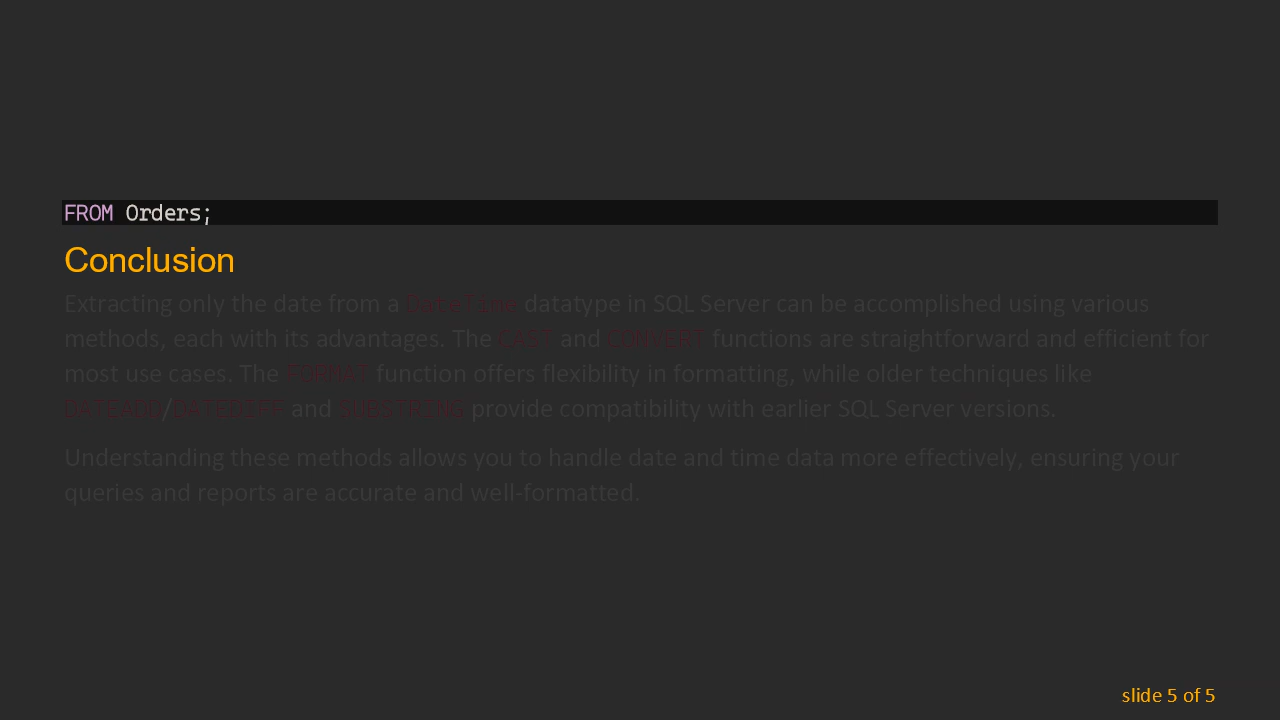 FROM Orders;
Conclusion
Extracting only the date from a DateTime datatype in SQL Server can be accomplished using various
methods, each with its advantages. The CAST and CONVERT functions are straightforward and efficient for
most use cases. The FORMAT function offers flexibility in formatting, while older techniques like
DATEADD/DATEDIFF and SUBSTRING provide compatibility with earlier SQL Server versions.
Understanding these methods allows you to handle date and time data more effectively, ensuring your
queries and reports are accurate and well-formatted.
slide 5 of 5